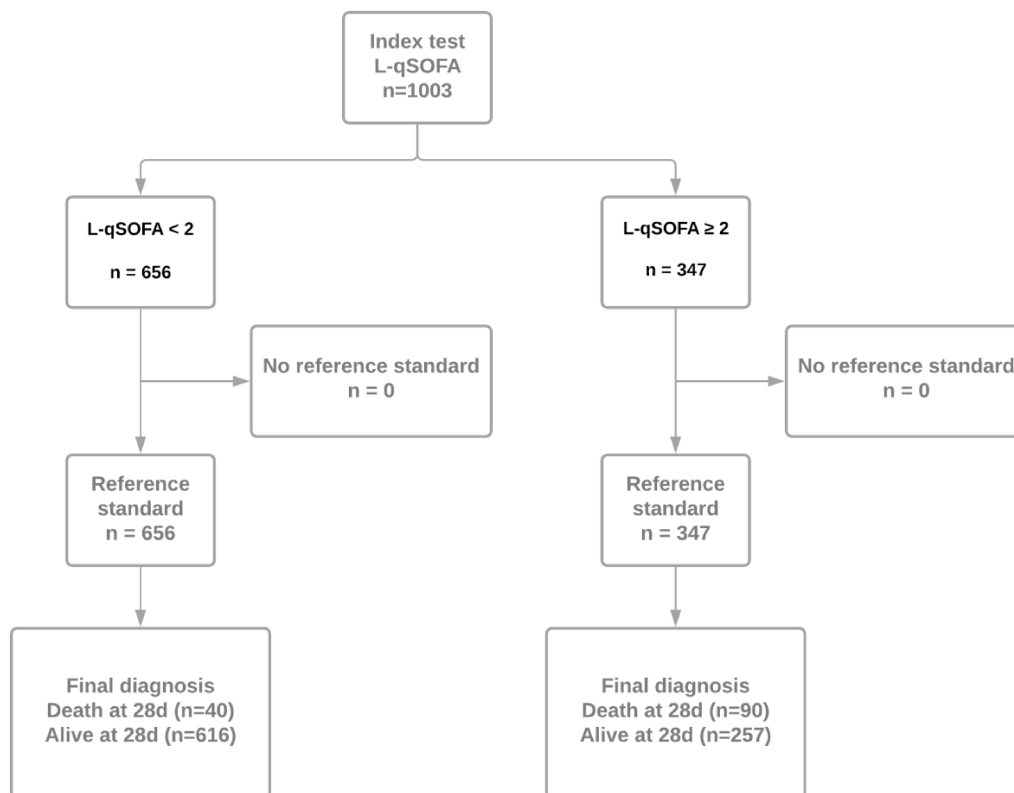 Index test
L-qSOFA
n=1003
L-qSOFA < 2
n = 656
L-qSOFA ≥ 2
n = 347
No reference standard
n = 0
No reference standard
n = 0
Reference
standard
n = 656
Reference
standard
n = 347
Final diagnosis
Death at 28d (n=40)
Alive at 28d (n=616)
Final diagnosis
Death at 28d (n=90)
Alive at 28d (n=257)